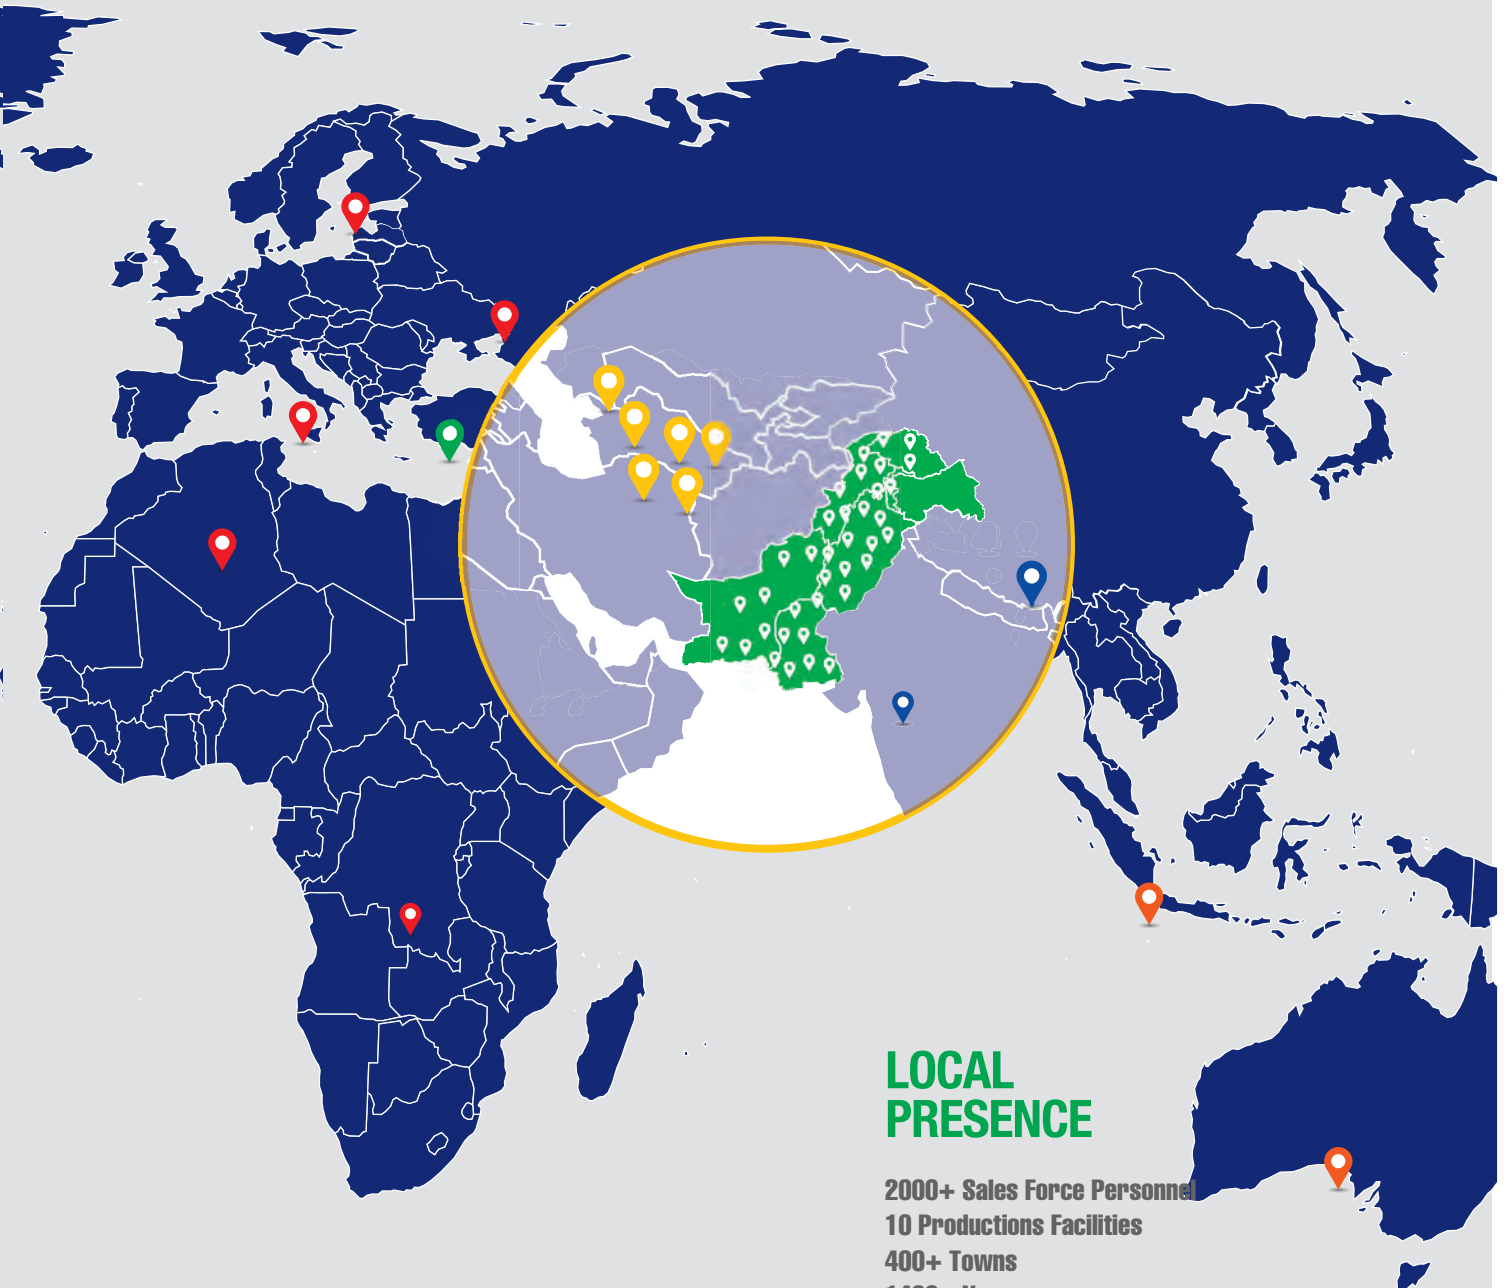 LOCAL
PRESENCE
2000+ Sales Force Personnel
10 Productions Facilities
400+ Towns